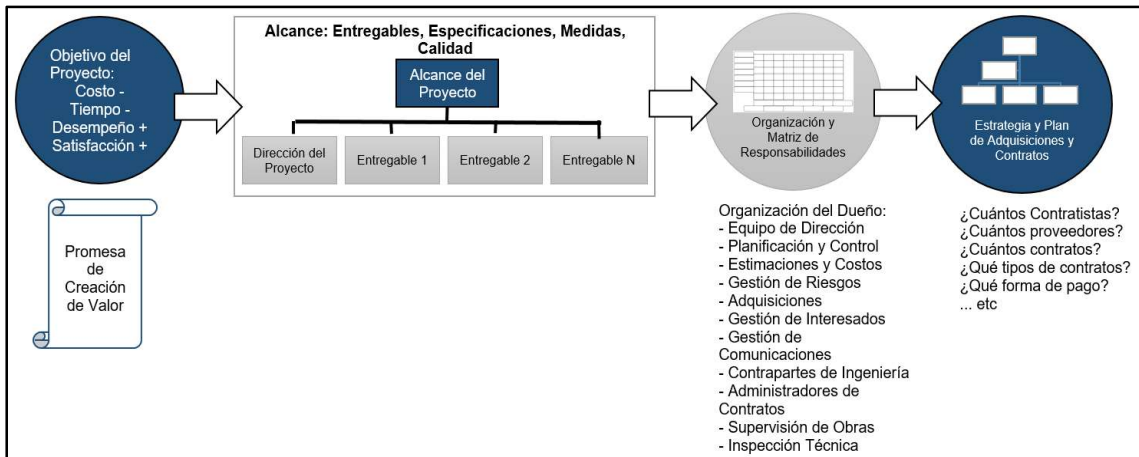 Objetivo del
Proyecto:
Costo -
Tiempo -
Desempeño +
Satisfacción +
Promesa
de
Creación
de Valor
Alcance: Entregables, Especificaciones, Medidas,
Calidad
Alcance del
Proyecto
Dirección del
Proyecto
Entregable 1
Entregable 2
Entregable N
Organización y
Matriz de
Responsabilidades
Organización del Dueño:
- Equipo de Dirección
- Planificación y Control
- Estimaciones y Costos
- Gestión de Riesgos
- Adquisiciones
- Gestión de Interesados
- Gestión de
Comunicaciones
- Contrapartes de Ingeniería
- Administradores de
Contratos
- Supervisión de Obras
- Inspección Técnica
Estrategia y Plan
de Adquisiciones y
Contratos
¿Cuántos Contratistas?
¿Cuántos proveedores?
¿Cuántos contratos?
¿Qué tipos de contratos?
¿Qué forma de pago?
... etc